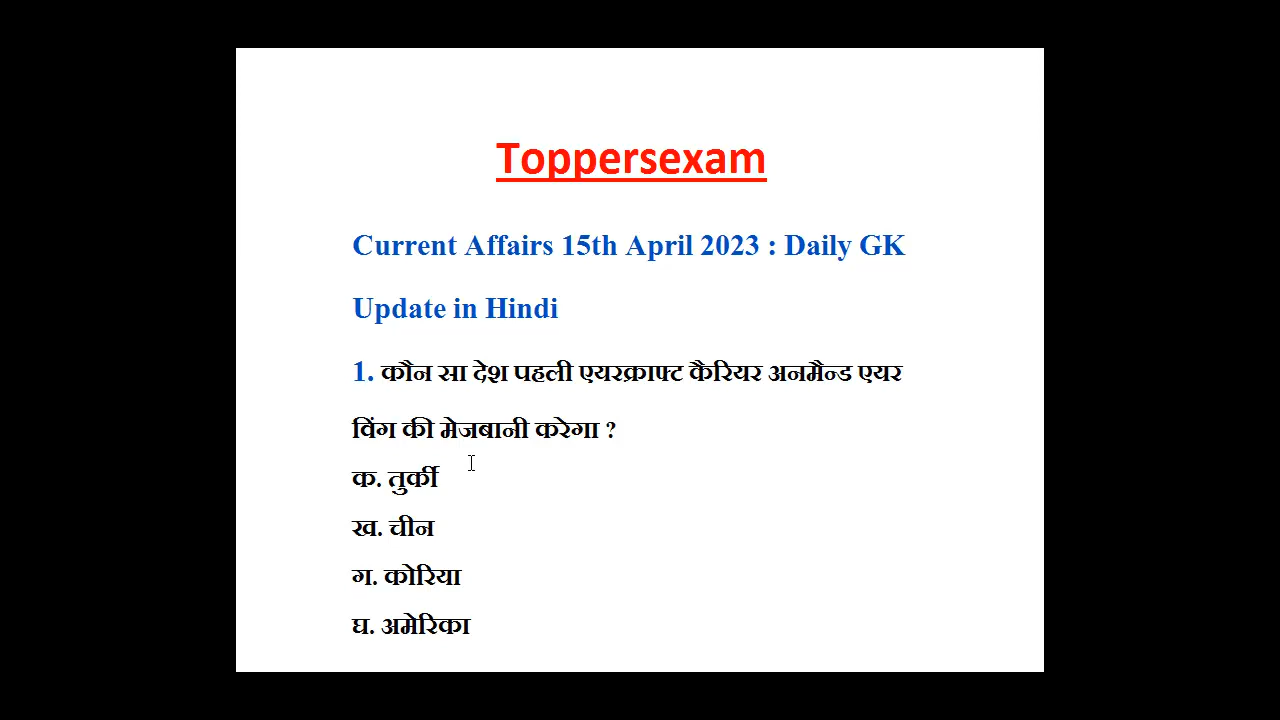 Toppersexam
Current Affairs 15th April 2023 : Daily GK
Update in Hindi
1. कौन सा देश पहली एयरक्राफ्ट कैरियर अनमैन्ड एयर
विंग की मेजबानी करेगा ?
क. तुर्की
ख. चीन
ग. कोरिया
घ. अमेरिका